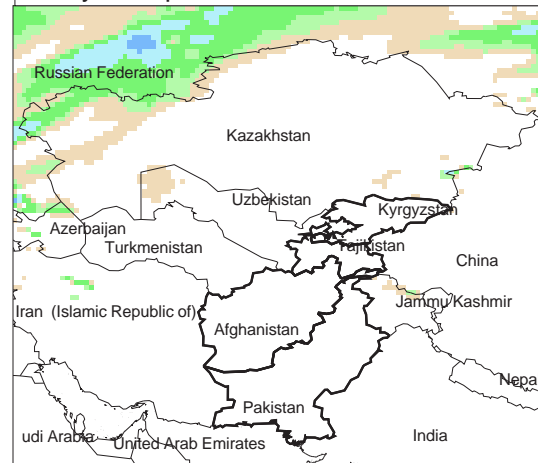 Russian Federation
Kazakhstan
Uzbekistan
Kyrgyzstan
Azerbaijan
Turkmenistan
Tajikistan
China
Jammu Kashmir
Iran (Islamic Republic of)
Afghanistan
Nepa
Pakistan
udi Arabia
United Arab Emirates
India